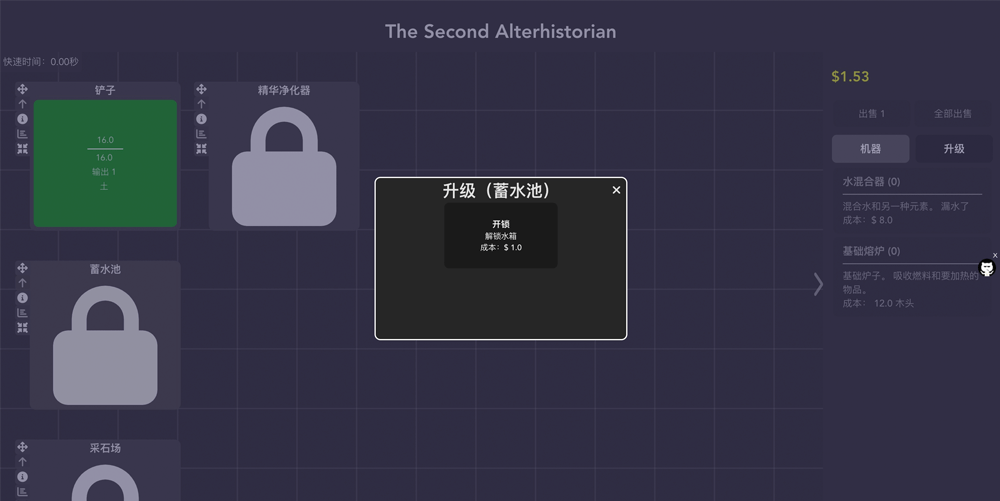 The Second Alterhistorian
快速时间：0.00秒
$1.53
铲子
精华净化器
出售 1
全部出售
16.0
16.0
输出 1
土
机器
升级
水混合器 (0)
混合水和另一种元素。 漏水了
成本：$ 8.0
基础熔炉 (0)
基础炉子。 吸收燃料和要加热的
物品。
成本： 12.0 木头
x
升级（蓄水池）
×
开锁
解锁水箱
成本：$ 1.0
蓄水池
采石场